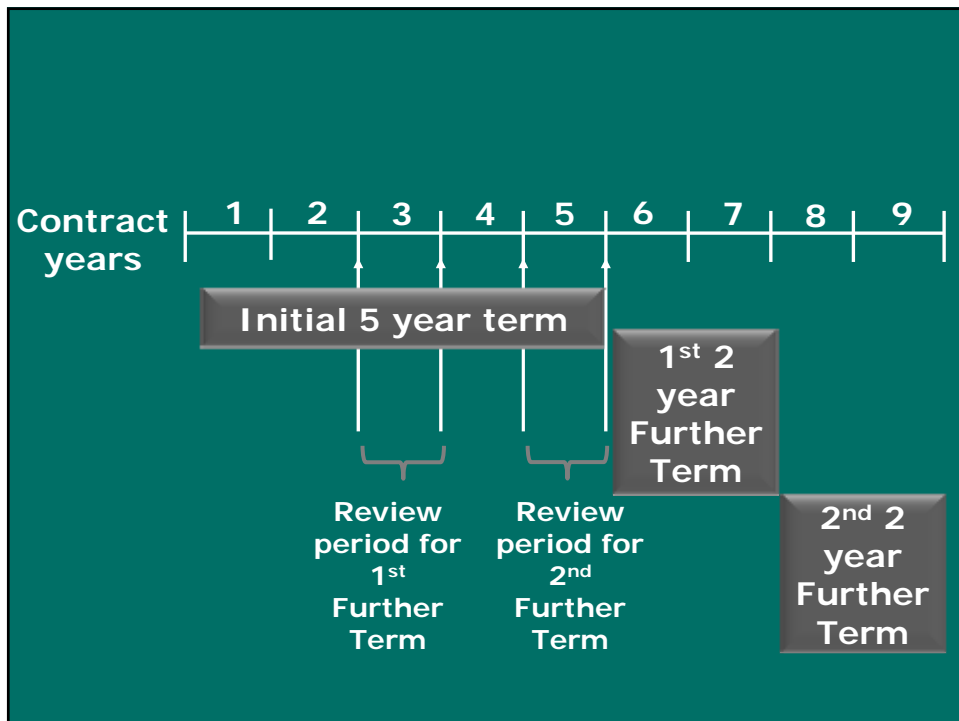 Contract
years
1 2 3 4 5 6 7 8 9
Initial 5 year term
1st 2
year
Further
Term
2nd 2
year
Further
Term
Review
period for
1st
Further
Term
Review
period for
2nd
Further
Term